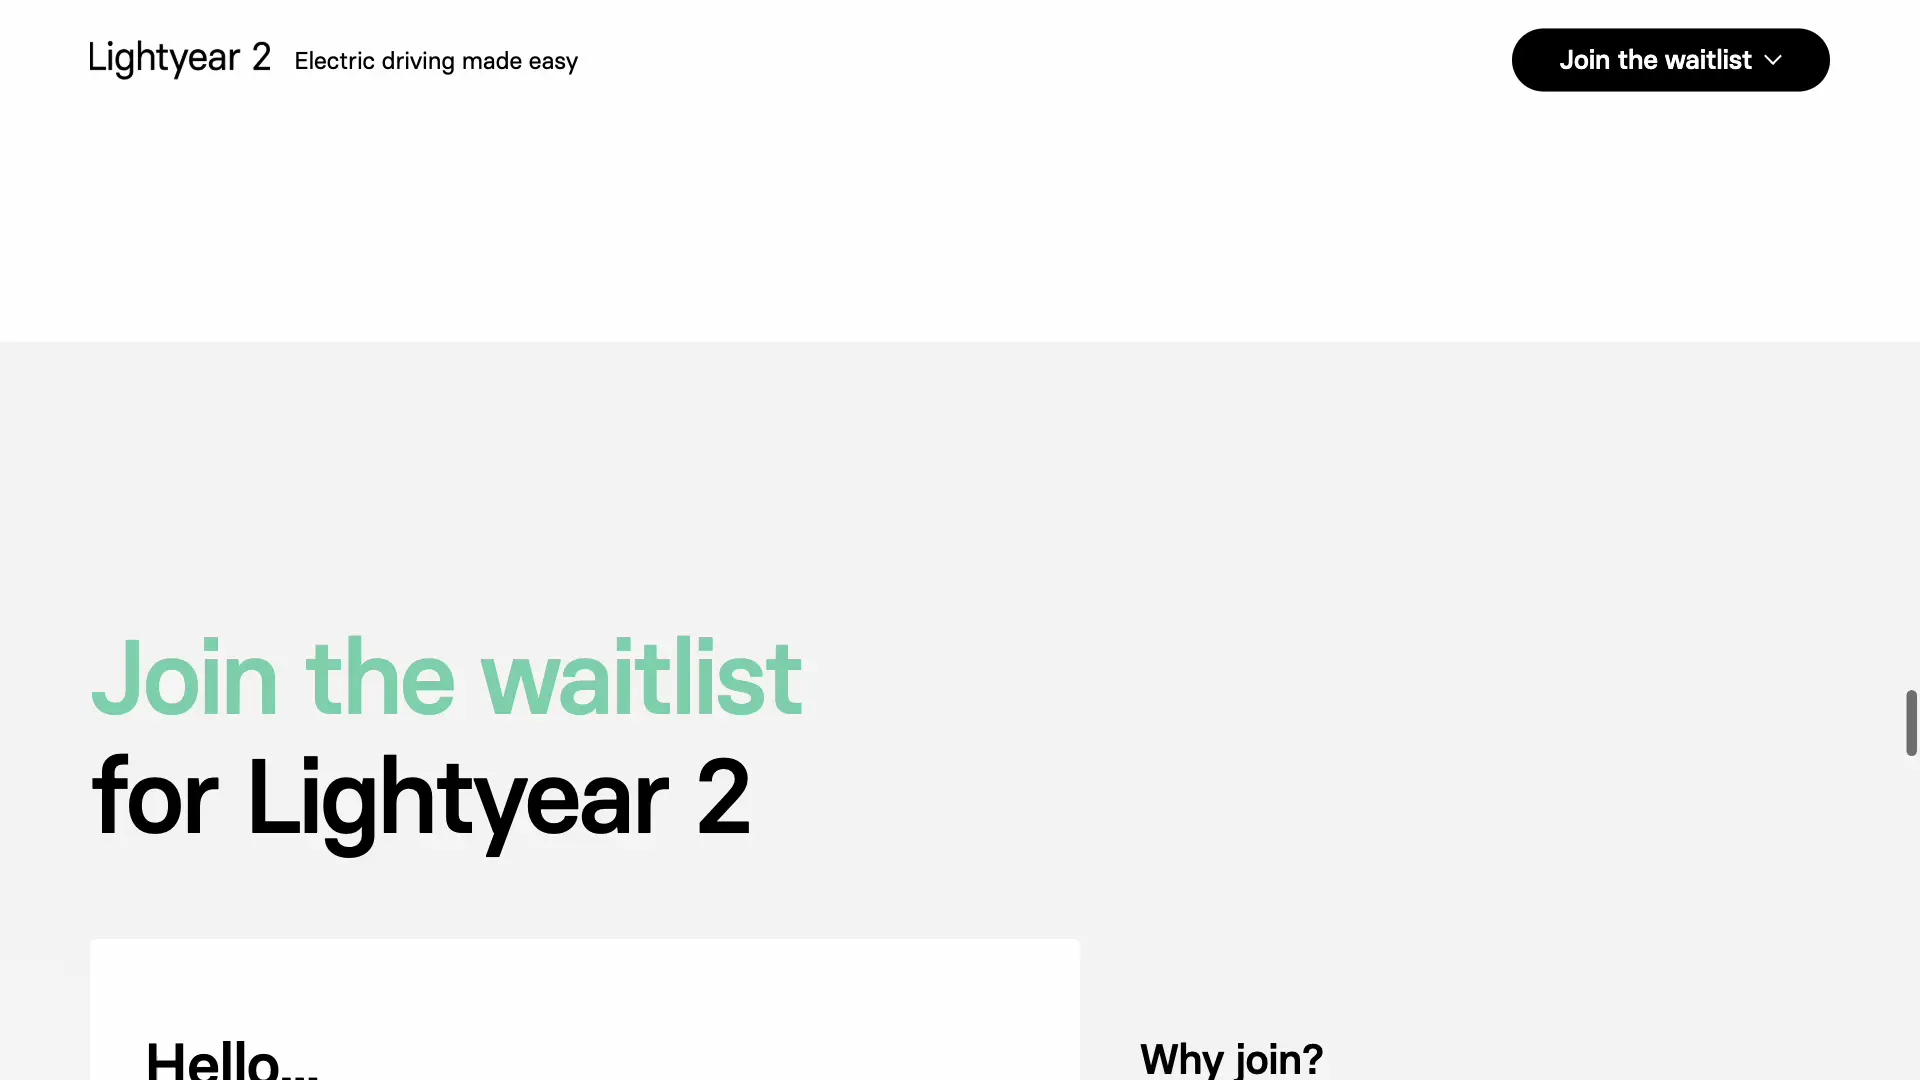 Lightyear 2 Electric driving made easy
Join the waitlist
Join the waitlist
for Lightyear 2
Hello...
Why join?